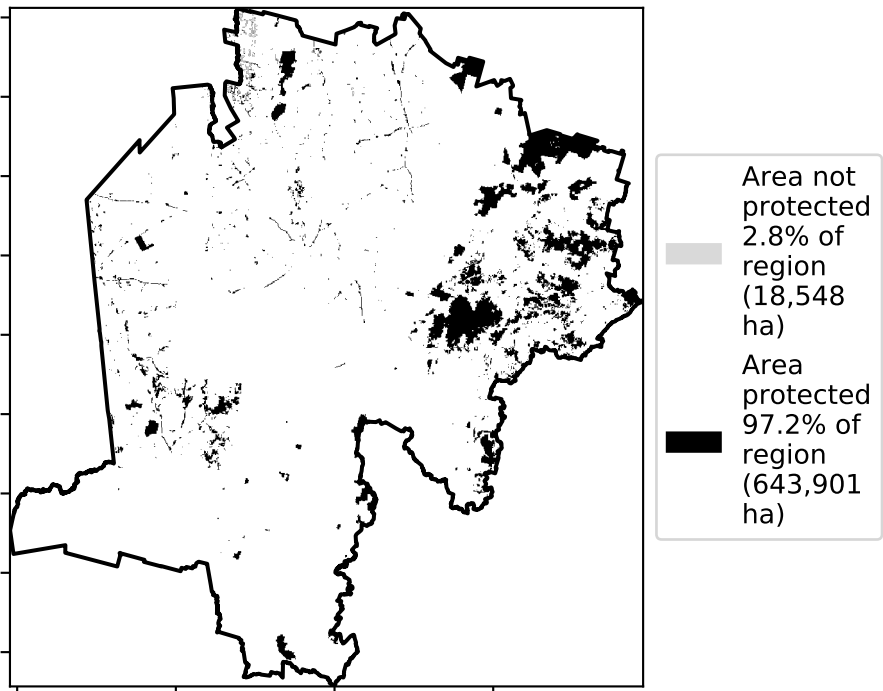 Area not
protected
2.8% of
region
(18,548
ha)
Area
protected
97.2% of
region
(643,901
ha)